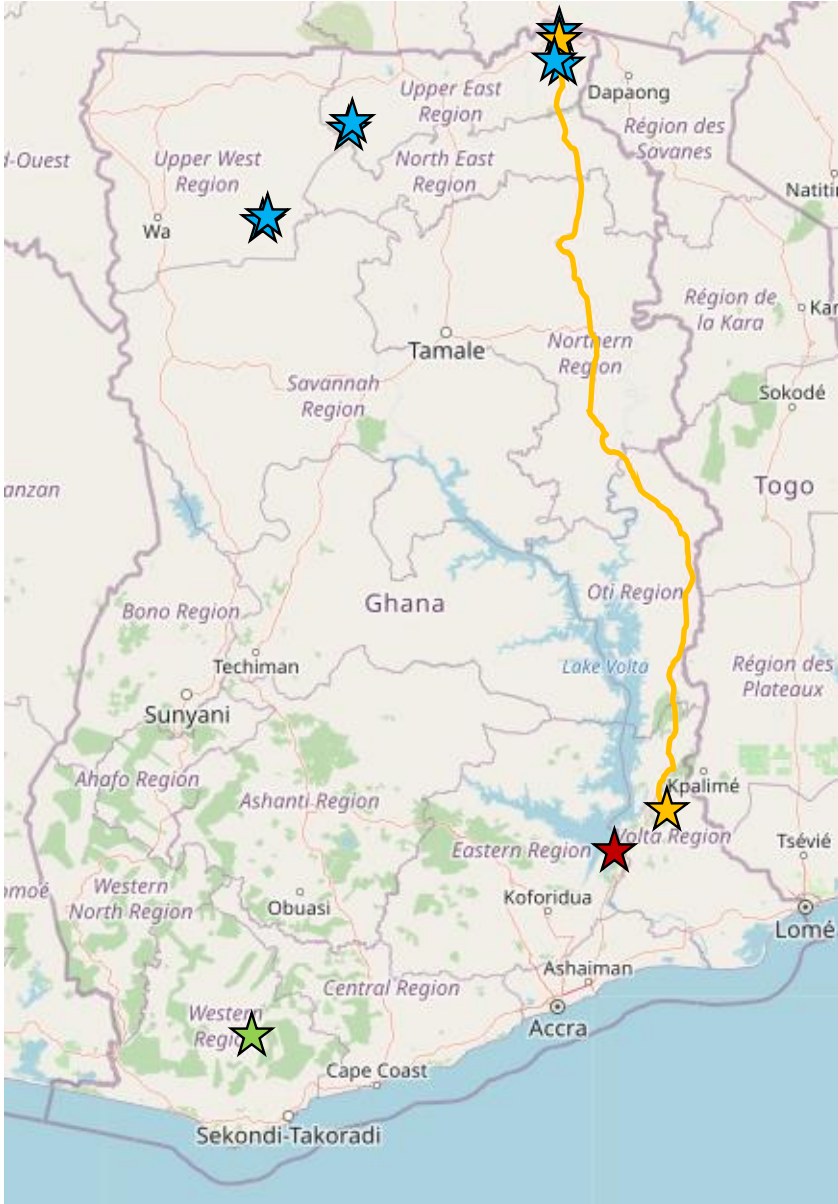 Upper East
Region
Dapaong
d-Ouest
Upper West
Region
North East
Region
Région des
Savanes
Natitin
Wa
Région de
la Kara
Kar
Tamale
Northern
Region
Savannah
Region
Sokodé
anzan
Togo
Ghana
Oti Region
Bono Region
Techiman
Lake Volta
Région des
Plateaux
Sunyani
Ahafo Region
Ashanti Region
Kpalimé
Volta Region
Eastern Region
Tsévié
omoé
Western
North Region
Obuasi
Koforidua
Lomé
Ashaiman
Central Region
Western
Region
Accra
Cape Coast
Sekondi-Takoradi